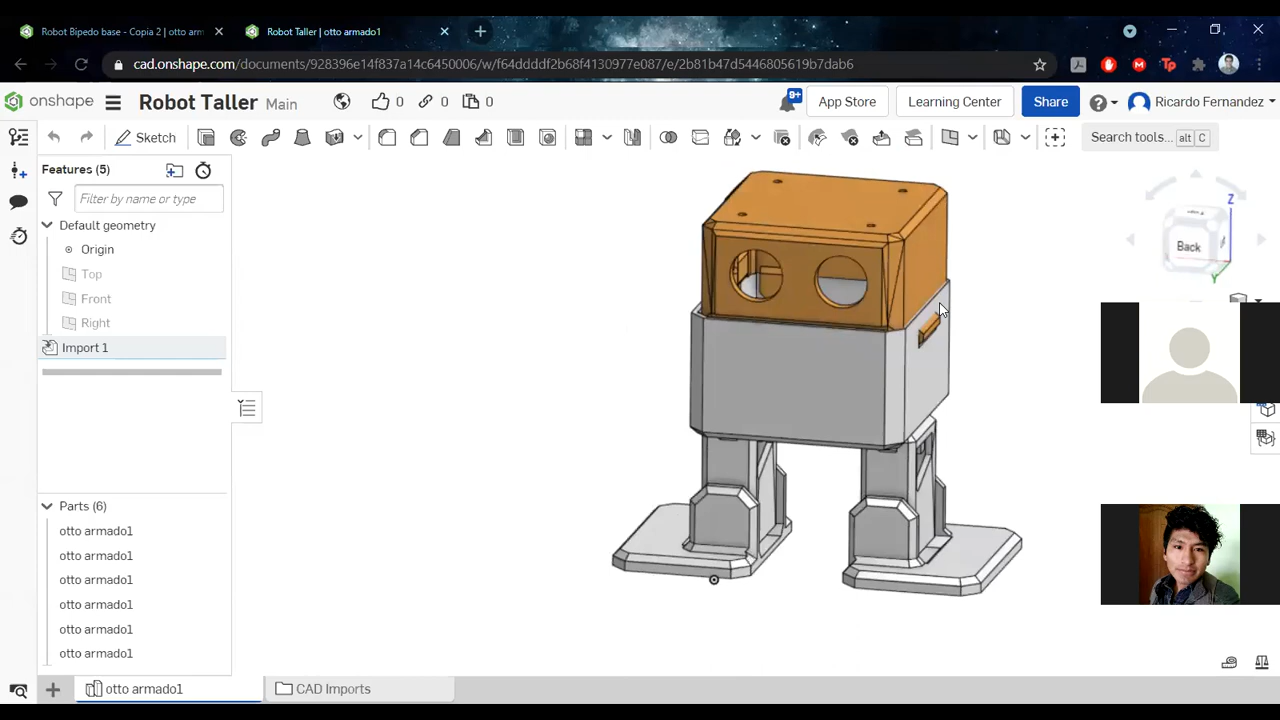 Robot Bipedo base - Copia 2 | otto arm
Robot Taller | otto armado1
cad.onshape.com/documents/928396e14f837a14c6450006/w/f64ddddf2b68f4130977e087/e/2b81b47d5446805619b7dab6
onshape
Robot Taller Main
0
0
0
9+
App Store
Learning Center
Share
Ricardo Fernandez
Sketch
Search tools... alt C
Features (5)
Filter by name or type
Default geometry
Origin
Top
Front
Right
Import 1
Z
Back
Y
Parts (6)
otto armado1
otto armado1
otto armado1
otto armado1
otto armado1
otto armado1
otto armado1
CAD Imports